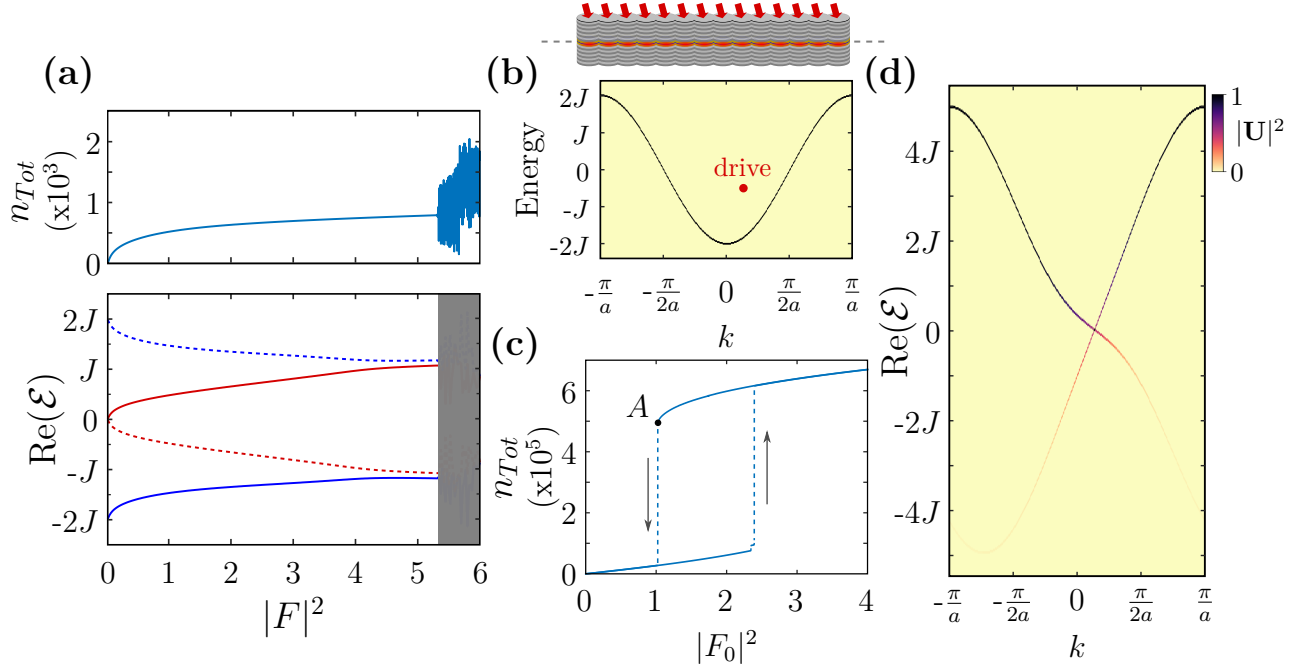 (a)
n_{Tot}
(x10^3)
2
1
0
Re(ℰ)
2J
J
0
-J
-2J
0 1 2 3 4 5 6
|F|^2
(b)
Energy
2J
J
0
-J
-2J
drive
-π/a -π/2a 0 π/2a π/a
k
(c)
n_{Tot}
(x10^5)
6
4
2
0
A
0 1 2 3 4
|F_0|^2
(d)
Re(ℰ)
4J
2J
0
-2J
-4J
-π/a -π/2a 0 π/2a π/a
k
1
|U|^2
0